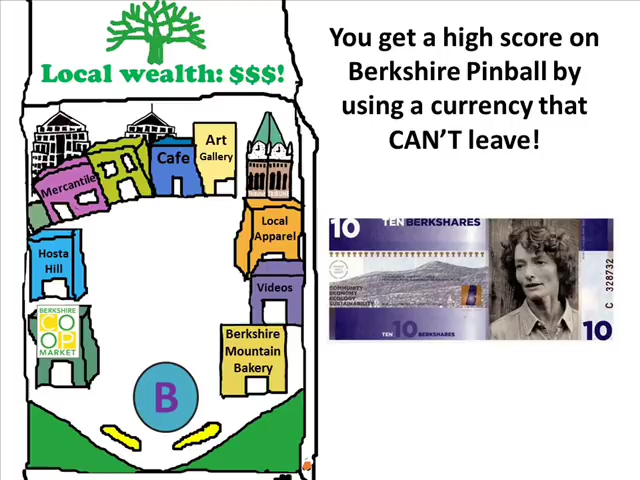 Local wealth: $$$!
You get a high score on
Berkshire Pinball by
using a currency that
CAN'T leave!
Mercantile
Cafe
Art
Gallery
Hosta
Hill
BERKSHIRE
CO
OP
MARKET
Local
Apparel
Videos
Berkshire
Mountain
Bakery
B
10
TEN BERKSHARES
COMMUNITY
ECONOMY
ECOLOGY
SUSTAINABILITY
TEN 10 BERKSHARES
C 328732
10